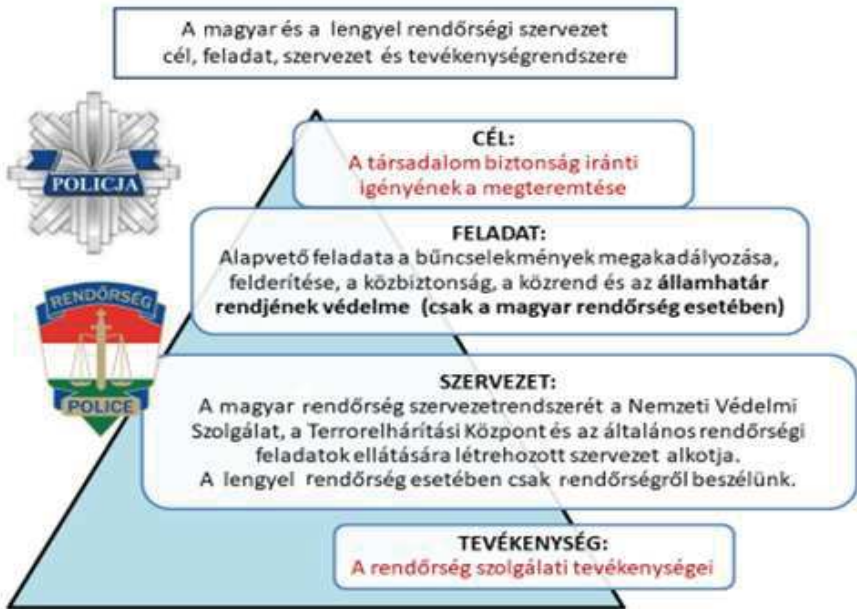 A magyar és a lengyel rendőrségi szervezet
cél, feladat, szervezet és tevékenységrendszere
POLICJA
CÉL:
A társadalom biztonság iránti
igényének a megteremtése
FELADAT:
Alapvető feladata a bűncselekmények megakadályozása,
felderítése, a közbiztonság, a közrend és az államhatár
rendjének védelme (csak a magyar rendőrség esetében)
RENDŐRSÉG
POLICE
SZERVEZET:
A magyar rendőrség szervezetrendszerét a Nemzeti Védelmi
Szolgálat, a Terrorelhárítási Központ és az általános rendőrségi
feladatok ellátására létrehozott szervezet alkotja.
A lengyel rendőrség esetében csak rendőrségről beszélünk.
TEVÉKENYSÉG:
A rendőrség szolgálati tevékenységei